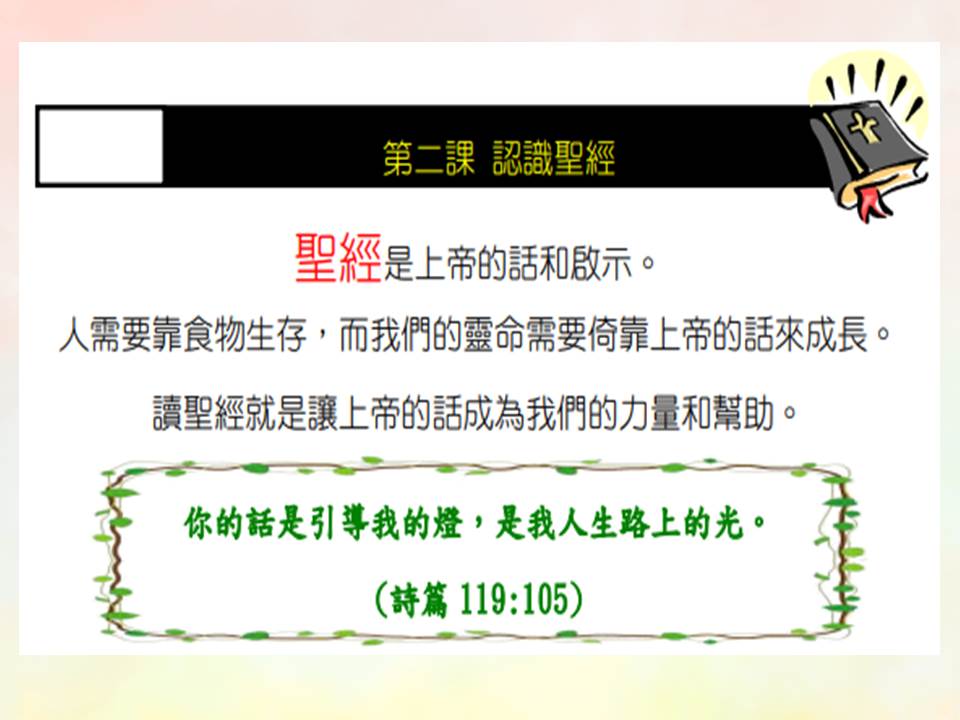 第二課 認識聖經
聖經是上帝的話和啟示。
人需要靠食物生存，而我們的靈命需要倚靠上帝的話來成長。
讀聖經就是讓上帝的話成為我們的力量和幫助。
你的話是引導我的燈，是我人生路上的光。
(詩篇 119:105)